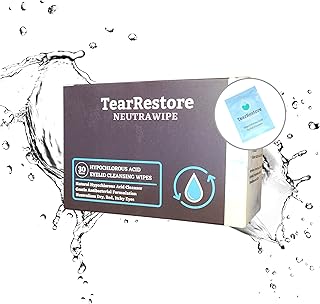 TearRestore
NEUTRAWIPE
30
HYPOCHLOROUS ACID
EYELID CLEANSING WIPES
Natural Hypochlorous Acid Cleanser
Gentle Antibacterial Formulation
Neutralizes Dry, Red, Itchy Eyes
TearRestore